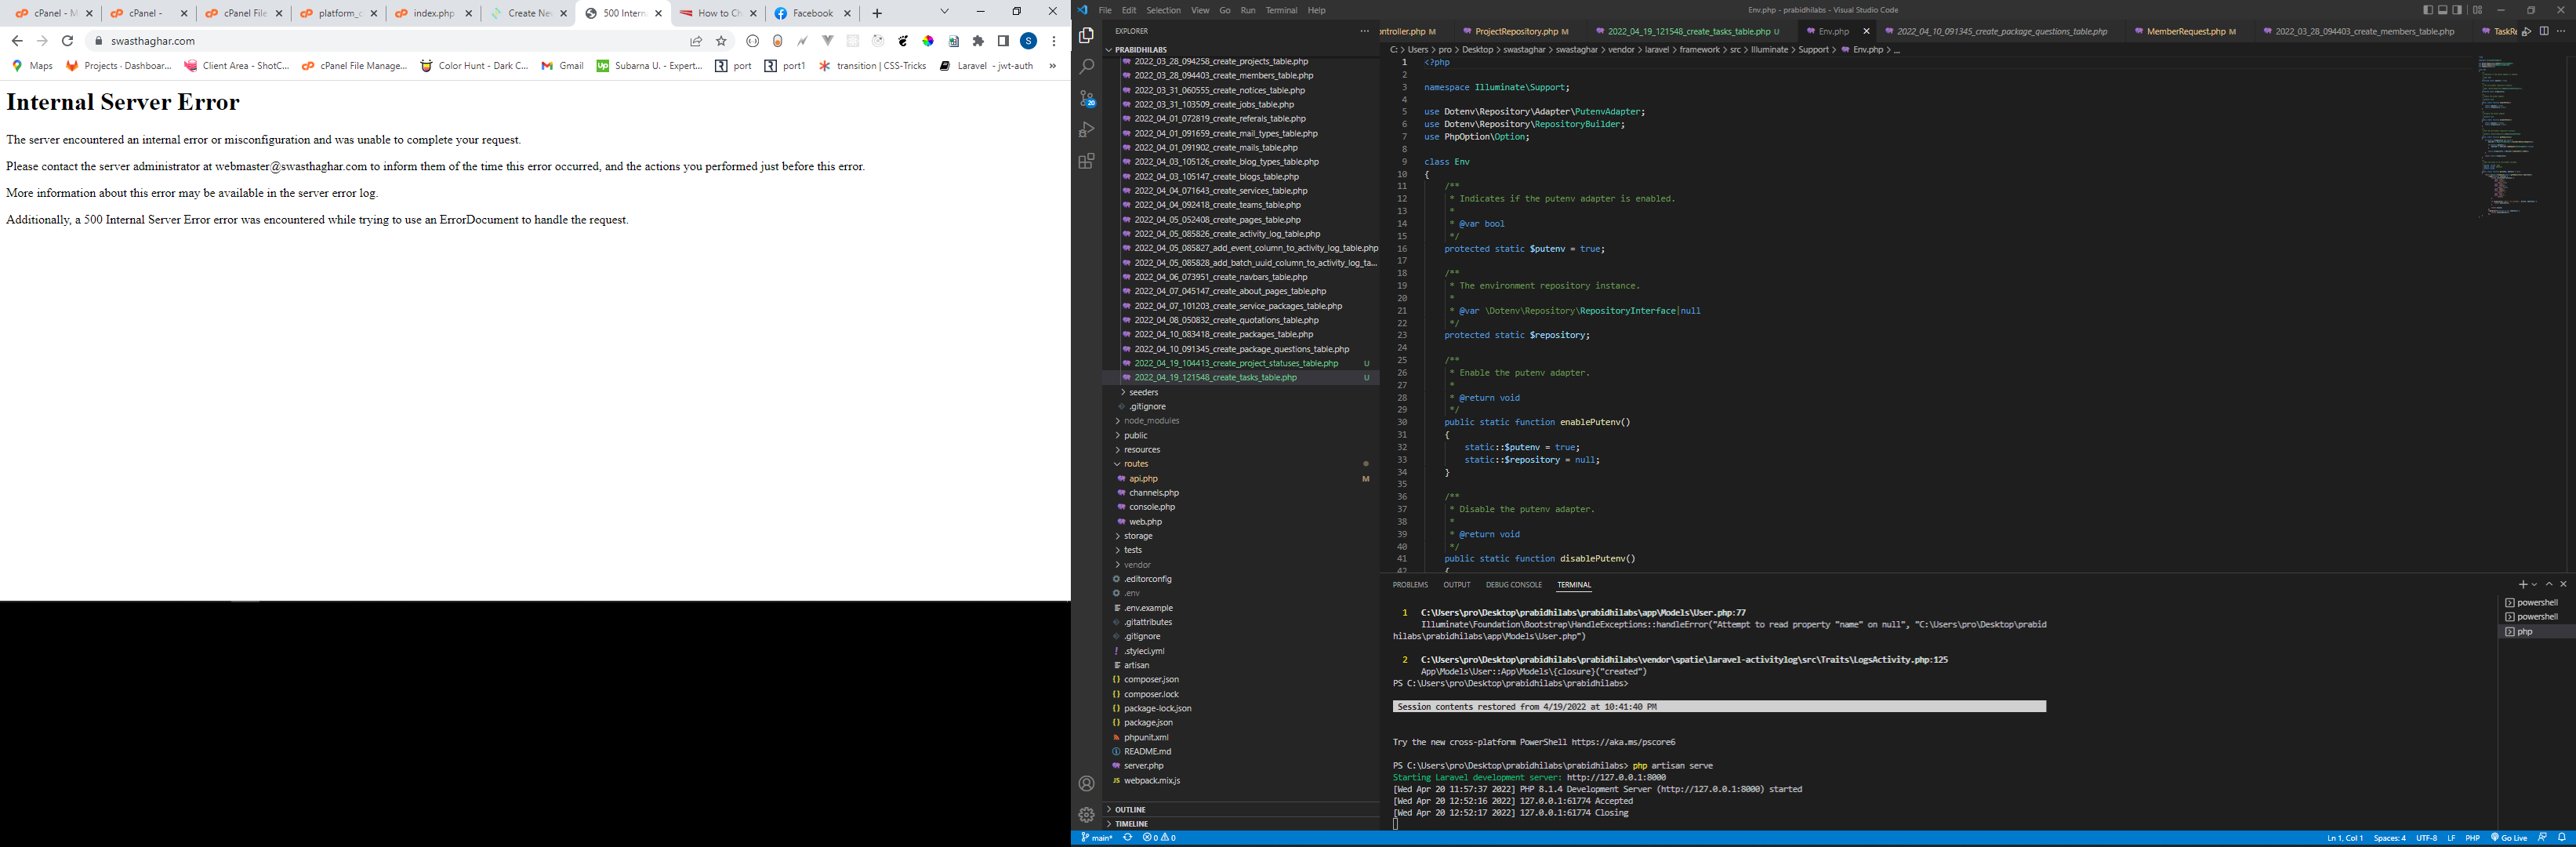 cPanel - M
cPanel -
cPanel File
platform_c
index.php
Create Ne
500 Intern
How to Ch
Facebook
swasthaghar.com
Maps
Projects · Dashboar...
Client Area - ShotC...
cPanel File Manage...
Color Hunt - Dark C...
Gmail
Subarna U. - Expert...
port
port1
transition | CSS-Tricks
Laravel - jwt-auth
»
Internal Server Error
The server encountered an internal error or misconfiguration and was unable to complete your request.
Please contact the server administrator at webmaster@swasthaghar.com to inform them of the time this error occurred, and the actions you performed just before this error.
More information about this error may be available in the server error log.
Additionally, a 500 Internal Server Error error was encountered while trying to use an ErrorDocument to handle the request.
File Edit Selection View Go Run Terminal Help
Env.php - prabidhilabs - Visual Studio Code
EXPLORER
PRABIDHILABS
2022_03_28_094258_create_projects_table.php
2022_03_28_094403_create_members_table.php
2022_03_31_060555_create_notices_table.php
2022_03_31_103509_create_jobs_table.php
2022_04_01_072819_create_referals_table.php
2022_04_01_091659_create_mail_types_table.php
2022_04_01_091902_create_mails_table.php
2022_04_03_105126_create_blog_types_table.php
2022_04_03_105147_create_blogs_table.php
2022_04_04_071643_create_services_table.php
2022_04_04_092418_create_teams_table.php
2022_04_05_052408_create_pages_table.php
2022_04_05_085826_create_activity_log_table.php
2022_04_05_085827_add_event_column_to_activity_log_table.php
2022_04_05_085828_add_batch_uuid_column_to_activity_log_ta...
2022_04_06_073951_create_navbars_table.php
2022_04_07_045147_create_about_pages_table.php
2022_04_07_101203_create_service_packages_table.php
2022_04_08_050832_create_quotations_table.php
2022_04_10_083418_create_packages_table.php
2022_04_10_091345_create_package_questions_table.php
2022_04_19_104413_create_project_statuses_table.php U
2022_04_19_121548_create_tasks_table.php U
seeders
.gitignore
node_modules
public
resources
routes
api.php M
channels.php
console.php
web.php
storage
tests
vendor
.editorconfig
.env
.env.example
.gitattributes
.gitignore
.styleci.yml
artisan
composer.json
composer.lock
package-lock.json
package.json
phpunit.xml
README.md
server.php
webpack.mix.js
OUTLINE
TIMELINE
ontroller.php M
ProjectRepository.php M
2022_04_19_121548_create_tasks_table.php U
Env.php
2022_04_10_091345_create_package_questions_table.php
MemberRequest.php M
2022_03_28_094403_create_members_table.php
TaskRe
C: > Users > pro > Desktop > swastaghar > swastaghar > vendor > laravel > framework > src > Illuminate > Support > Env.php > ...
1 <?php
2
3 namespace Illuminate\Support;
4
5 use Dotenv\Repository\Adapter\PutenvAdapter;
6 use Dotenv\Repository\RepositoryBuilder;
7 use PhpOption\Option;
8
9 class Env
10 {
11 /**
12 * Indicates if the putenv adapter is enabled.
13 *
14 * @var bool
15 */
16 protected static $putenv = true;
17
18 /**
19 * The environment repository instance.
20 *
21 * @var \Dotenv\Repository\RepositoryInterface|null
22 */
23 protected static $repository;
24
25 /**
26 * Enable the putenv adapter.
27 *
28 * @return void
29 */
30 public static function enablePutenv()
31 {
32 static::$putenv = true;
33 static::$repository = null;
34 }
35
36 /**
37 * Disable the putenv adapter.
38 *
39 * @return void
40 */
41 public static function disablePutenv()
42 {
PROBLEMS OUTPUT DEBUG CONSOLE TERMINAL
1 C:\Users\pro\Desktop\prabidhilabs\prabidhilabs\app\Models\User.php:77
Illuminate\Foundation\Bootstrap\HandleExceptions::handleError("Attempt to read property "name" on null", "C:\Users\pro\Desktop\prabid
hilabs\prabidhilabs\app\Models\User.php")
2 C:\Users\pro\Desktop\prabidhilabs\prabidhilabs\vendor\spatie\laravel-activitylog\src\Traits\LogsActivity.php:125
App\Models\User::App\Models\{closure}("created")
PS C:\Users\pro\Desktop\prabidhilabs\prabidhilabs>
Session contents restored from 4/19/2022 at 10:41:40 PM
Try the new cross-platform PowerShell https://aka.ms/pscore6
PS C:\Users\pro\Desktop\prabidhilabs\prabidhilabs> php artisan serve
Starting Laravel development server: http://127.0.0.1:8000
[Wed Apr 20 11:57:37 2022] PHP 8.1.4 Development Server (http://127.0.0.1:8000) started
[Wed Apr 20 12:52:16 2022] 127.0.0.1:61774 Accepted
[Wed Apr 20 12:52:17 2022] 127.0.0.1:61774 Closing
powershell
powershell
php
main*
0 0
Ln 1, Col 1 Spaces: 4 UTF-8 LF PHP Go Live